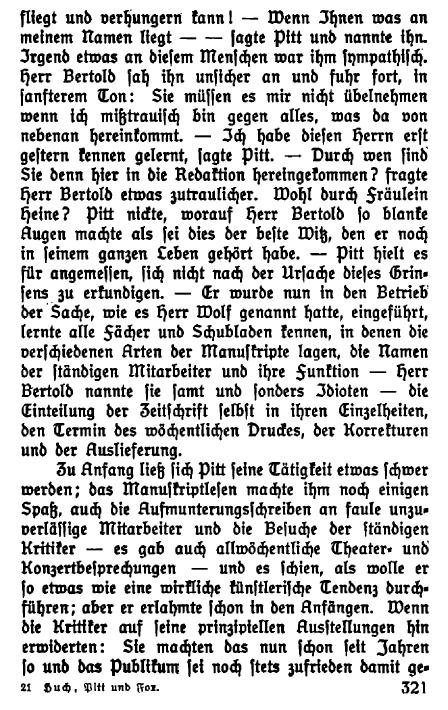 fliegt und verhungern kann! — Wenn Ihnen was an
meinem Namen liegt — — sagte Pitt und nannte ihn.
Irgend etwas an diesem Menschen war ihm sympathisch.
Herr Bertold sah ihn unsicher an und fuhr fort, in
sanfterem Ton: Sie müssen es mir nicht übelnehmen
wenn ich mißtrauisch bin gegen alles, was da von
nebenan hereinkommt. — Ich habe diesen Herrn erst
gestern kennen gelernt, sagte Pitt. — Durch wen sind
Sie denn hier in die Redaktion hereingekommen? fragte
Herr Bertold etwas zutraulicher. Wohl durch Fräulein
Heine? Pitt nickte, worauf Herr Bertold so blanke
Augen machte als sei dies der beste Witz, den er noch
in seinem ganzen Leben gehört habe. — Pitt hielt es
für angemessen, sich nicht nach der Ursache dieses Grin-
sens zu erkundigen. — Er wurde nun in den Betrieb
der Sache, wie es Herr Wolf genannt hatte, eingeführt,
lernte alle Fächer und Schubladen kennen, in denen die
verschiedenen Arten der Manuskripte lagen, die Namen
der ständigen Mitarbeiter und ihre Funktion — Herr
Bertold nannte sie samt und sonders Idioten — die
Einteilung der Zeitschrift selbst in ihren Einzelheiten,
den Termin des wöchentlichen Druckes, der Korrekturen
und der Auslieferung.
Zu Anfang ließ sich Pitt seine Tätigkeit etwas schwer
werden; das Manuskriptlesen machte ihm noch einigen
Spaß, auch die Aufmunterungsschreiben an faule unzu-
verlässige Mitarbeiter und die Besuche der ständigen
Kritiker — es gab auch allwöchentliche Theater- und
Konzertbesprechungen — und es schien, als wolle er
so etwas wie eine wirkliche künstlerische Tendenz durch-
führen; aber er erlahmte schon in den Anfängen. Wenn
die Kritiker auf seine prinzipiellen Ausstellungen hin
erwiderten: Sie machten das nun schon seit Jahren
so und das Publikum sei noch stets zufrieden damit ge-
21 Huch, Pitt und Fox. 321